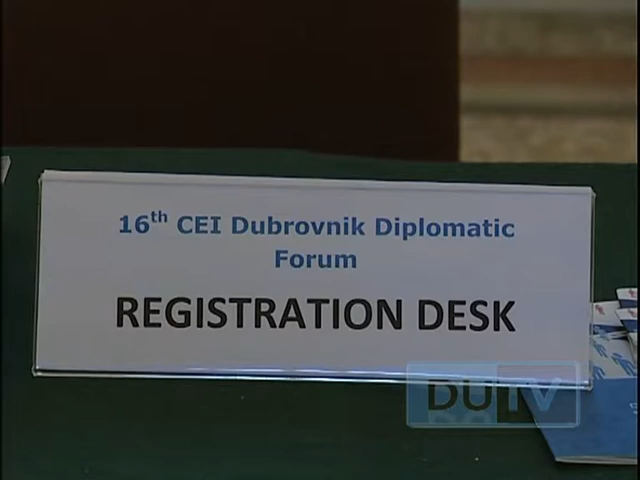 16th CEI Dubrovnik Diplomatic
Forum
REGISTRATION DESK
DUTV